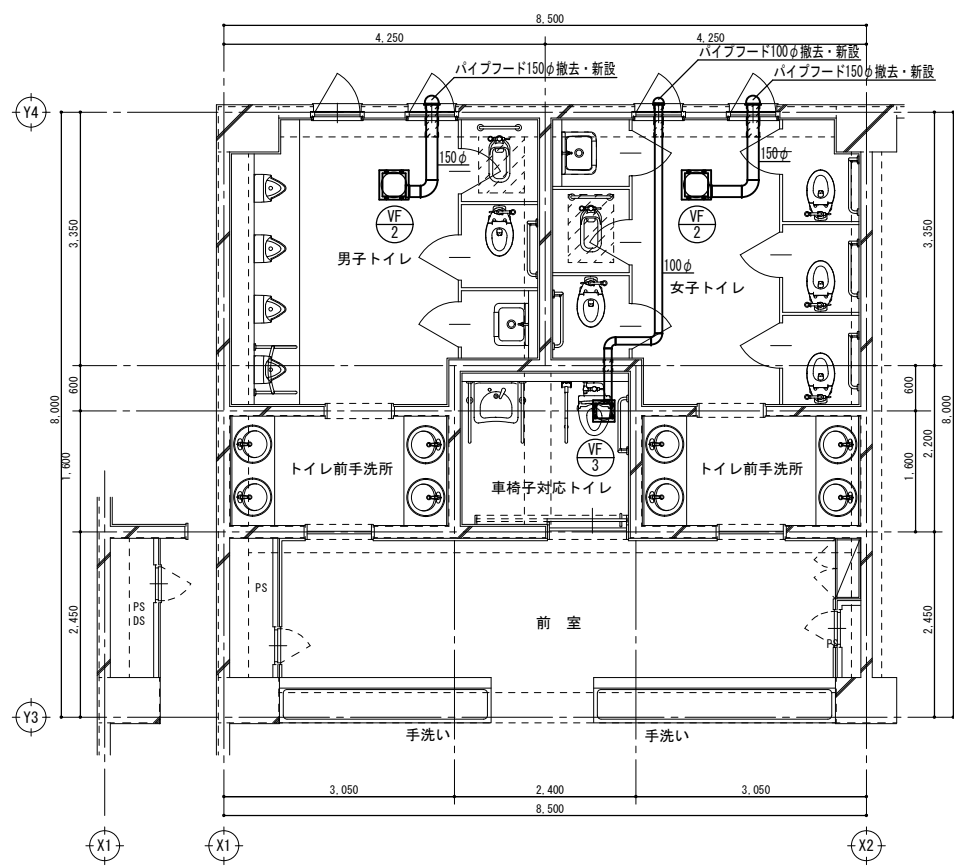 8,500
4,250
4,250
パイプフード100φ撤去・新設
パイプフード150φ撤去・新設
パイプフード150φ撤去・新設
Y4
150φ
150φ
VF
2
VF
2
3,350
3,350
男子トイレ
100φ
女子トイレ
600
600
8,000
8,000
2,200
1,600
1,600
トイレ前手洗所
VF
3
トイレ前手洗所
車椅子対応トイレ
PS
DS
PS
2,450
2,450
前 室
PS
Y3
手洗い
手洗い
3,050
2,400
3,050
8,500
X1
X1
X2